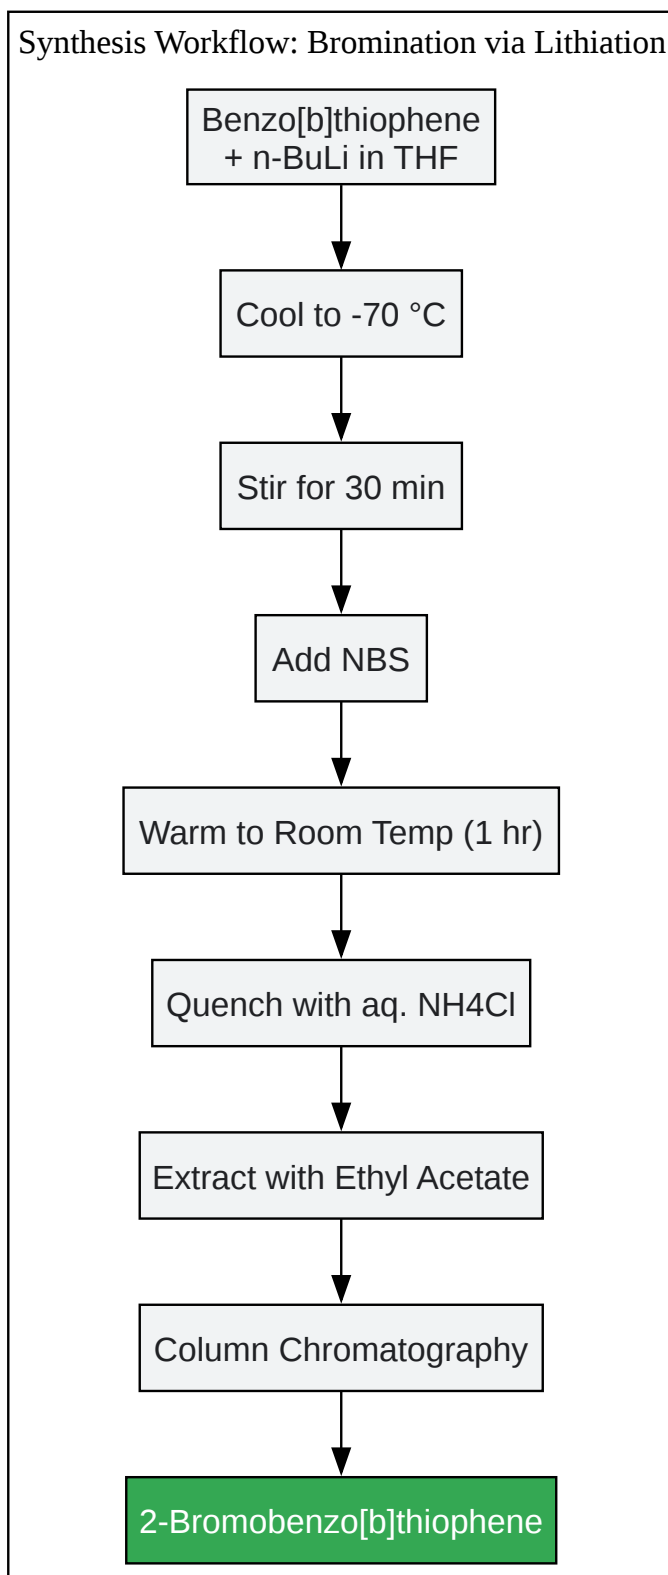 Synthesis Workflow: Bromination via Lithiation
Benzo[b]thiophene
+ n-BuLi in THF
Cool to -70 °C
Stir for 30 min
Add NBS
Warm to Room Temp (1 hr)
Quench with aq. NH4Cl
Extract with Ethyl Acetate
Column Chromatography
2-Bromobenzo[b]thiophene